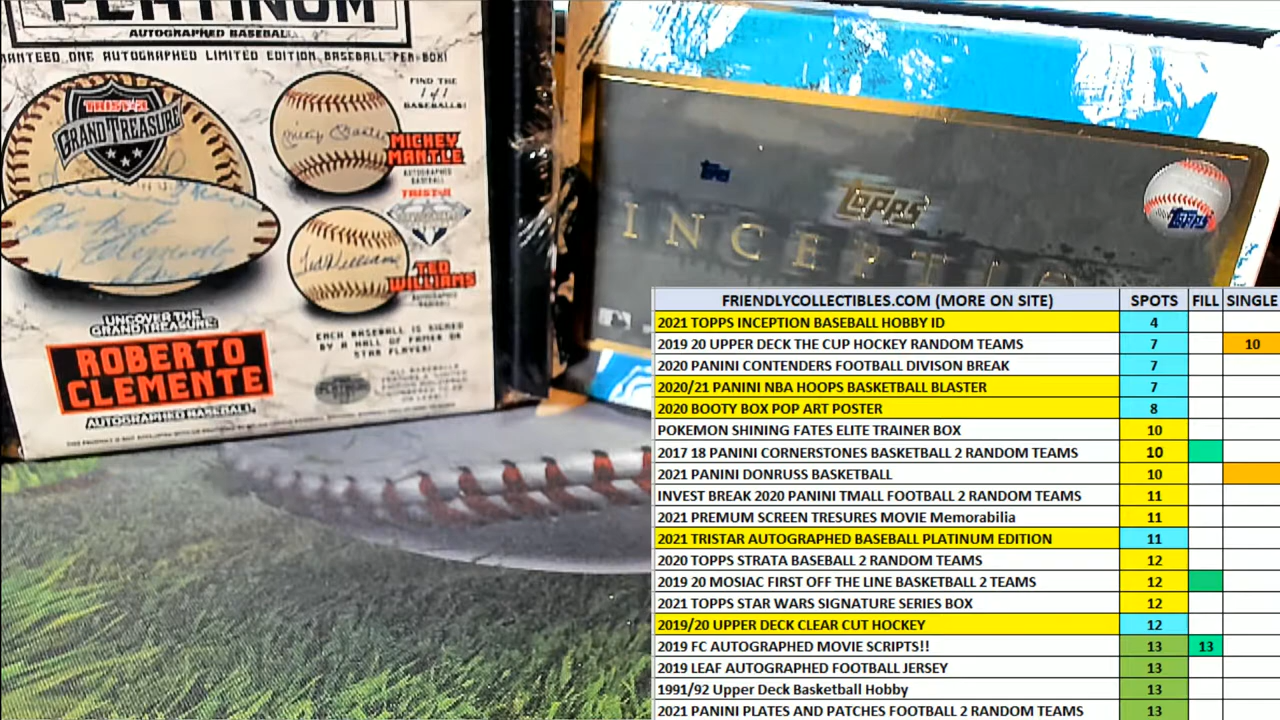 PLATINUM
AUTOGRAPHED BASEBALL
ONE AUTOGRAPHED LIMITED EDITION BASEBALL PER BOX!
FIND THE
1 of 1
BASEBALLS!
TRISTAR
GRAND TREASURE
MICKEY
MANTLE
AUTOGRAPHED
BASEBALL
TRISTAR
Ted Williams
TED
WILLIAMS
AUTOGRAPHED
BASEBALL
UNCOVER THE
GRAND TREASURE
ROBERTO
CLEMENTE
AUTOGRAPHED BASEBALL
EACH BASEBALL IS SIGNED
BY A HALL OF FAMER OR
STAR PLAYER!
Topps
Topps
Topps
INCEPTIO
FRIENDLYCOLLECTIBLES.COM (MORE ON SITE) SPOTS FILL SINGLE
2021 TOPPS INCEPTION BASEBALL HOBBY ID 4
2019 20 UPPER DECK THE CUP HOCKEY RANDOM TEAMS 7 10
2020 PANINI CONTENDERS FOOTBALL DIVISON BREAK 7
2020/21 PANINI NBA HOOPS BASKETBALL BLASTER 7
2020 BOOTY BOX POP ART POSTER 8
POKEMON SHINING FATES ELITE TRAINER BOX 10
2017 18 PANINI CORNERSTONES BASKETBALL 2 RANDOM TEAMS 10
2021 PANINI DONRUSS BASKETBALL 10
INVEST BREAK 2020 PANINI TMALL FOOTBALL 2 RANDOM TEAMS 11
2021 PREMUM SCREEN TRESURES MOVIE Memorabilia 11
2021 TRISTAR AUTOGRAPHED BASEBALL PLATINUM EDITION 11
2020 TOPPS STRATA BASEBALL 2 RANDOM TEAMS 12
2019 20 MOSIAC FIRST OFF THE LINE BASKETBALL 2 TEAMS 12
2021 TOPPS STAR WARS SIGNATURE SERIES BOX 12
2019/20 UPPER DECK CLEAR CUT HOCKEY 12
2019 FC AUTOGRAPHED MOVIE SCRIPTS!! 13 13
2019 LEAF AUTOGRAPHED FOOTBALL JERSEY 13
1991/92 Upper Deck Basketball Hobby 13
2021 PANINI PLATES AND PATCHES FOOTBALL 2 RANDOM TEAMS 13